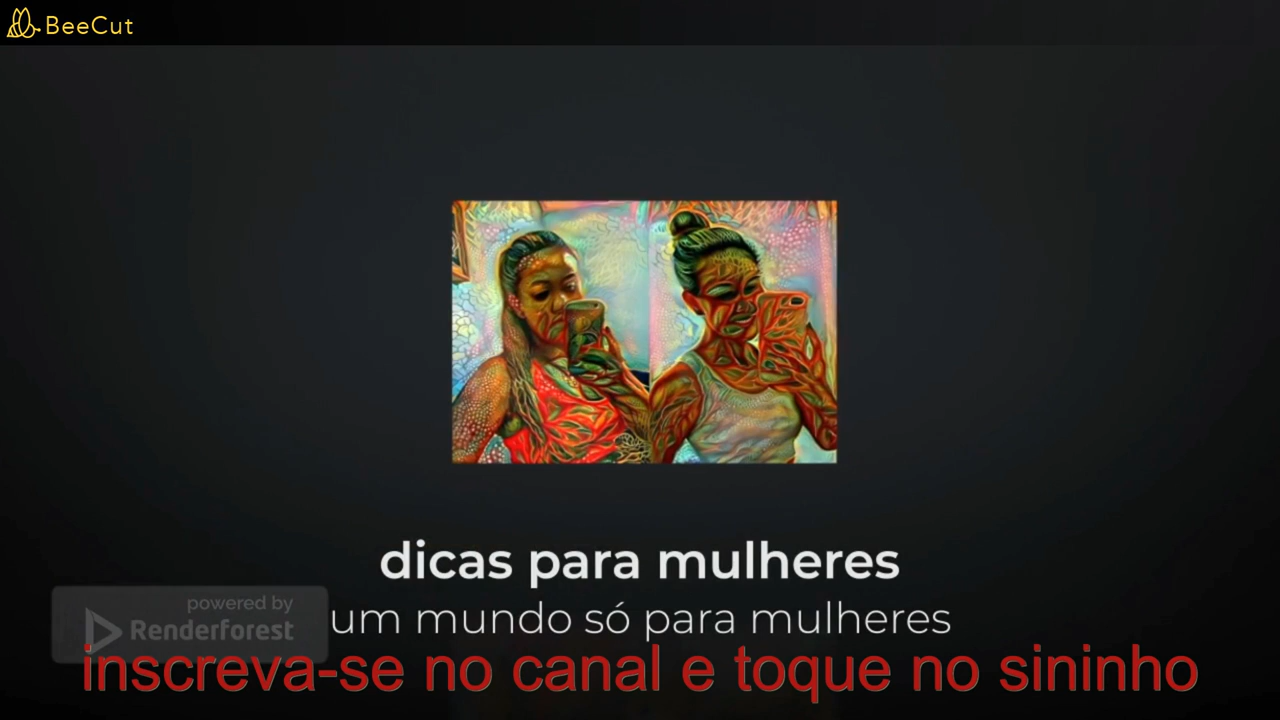 BeeCut
dicas para mulheres
powered by
Renderforest
um mundo só para mulheres
inscreva-se no canal e toque no sininho